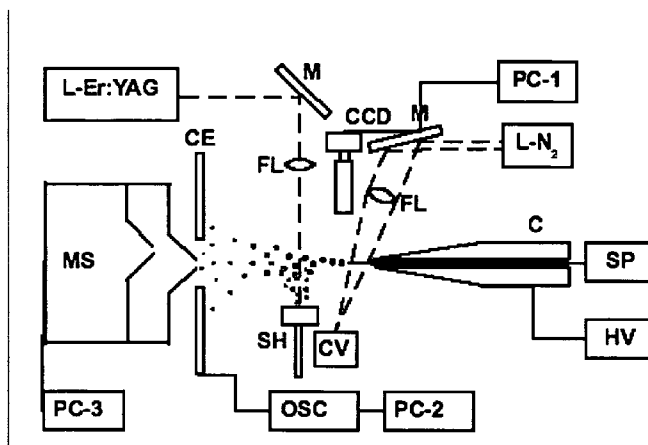 M
PC-1
L-Er:YAG
CCD
M
CE
L-N2
FL
FL
C
MS
SP
SH
CV
HV
PC-3
OSC
PC-2